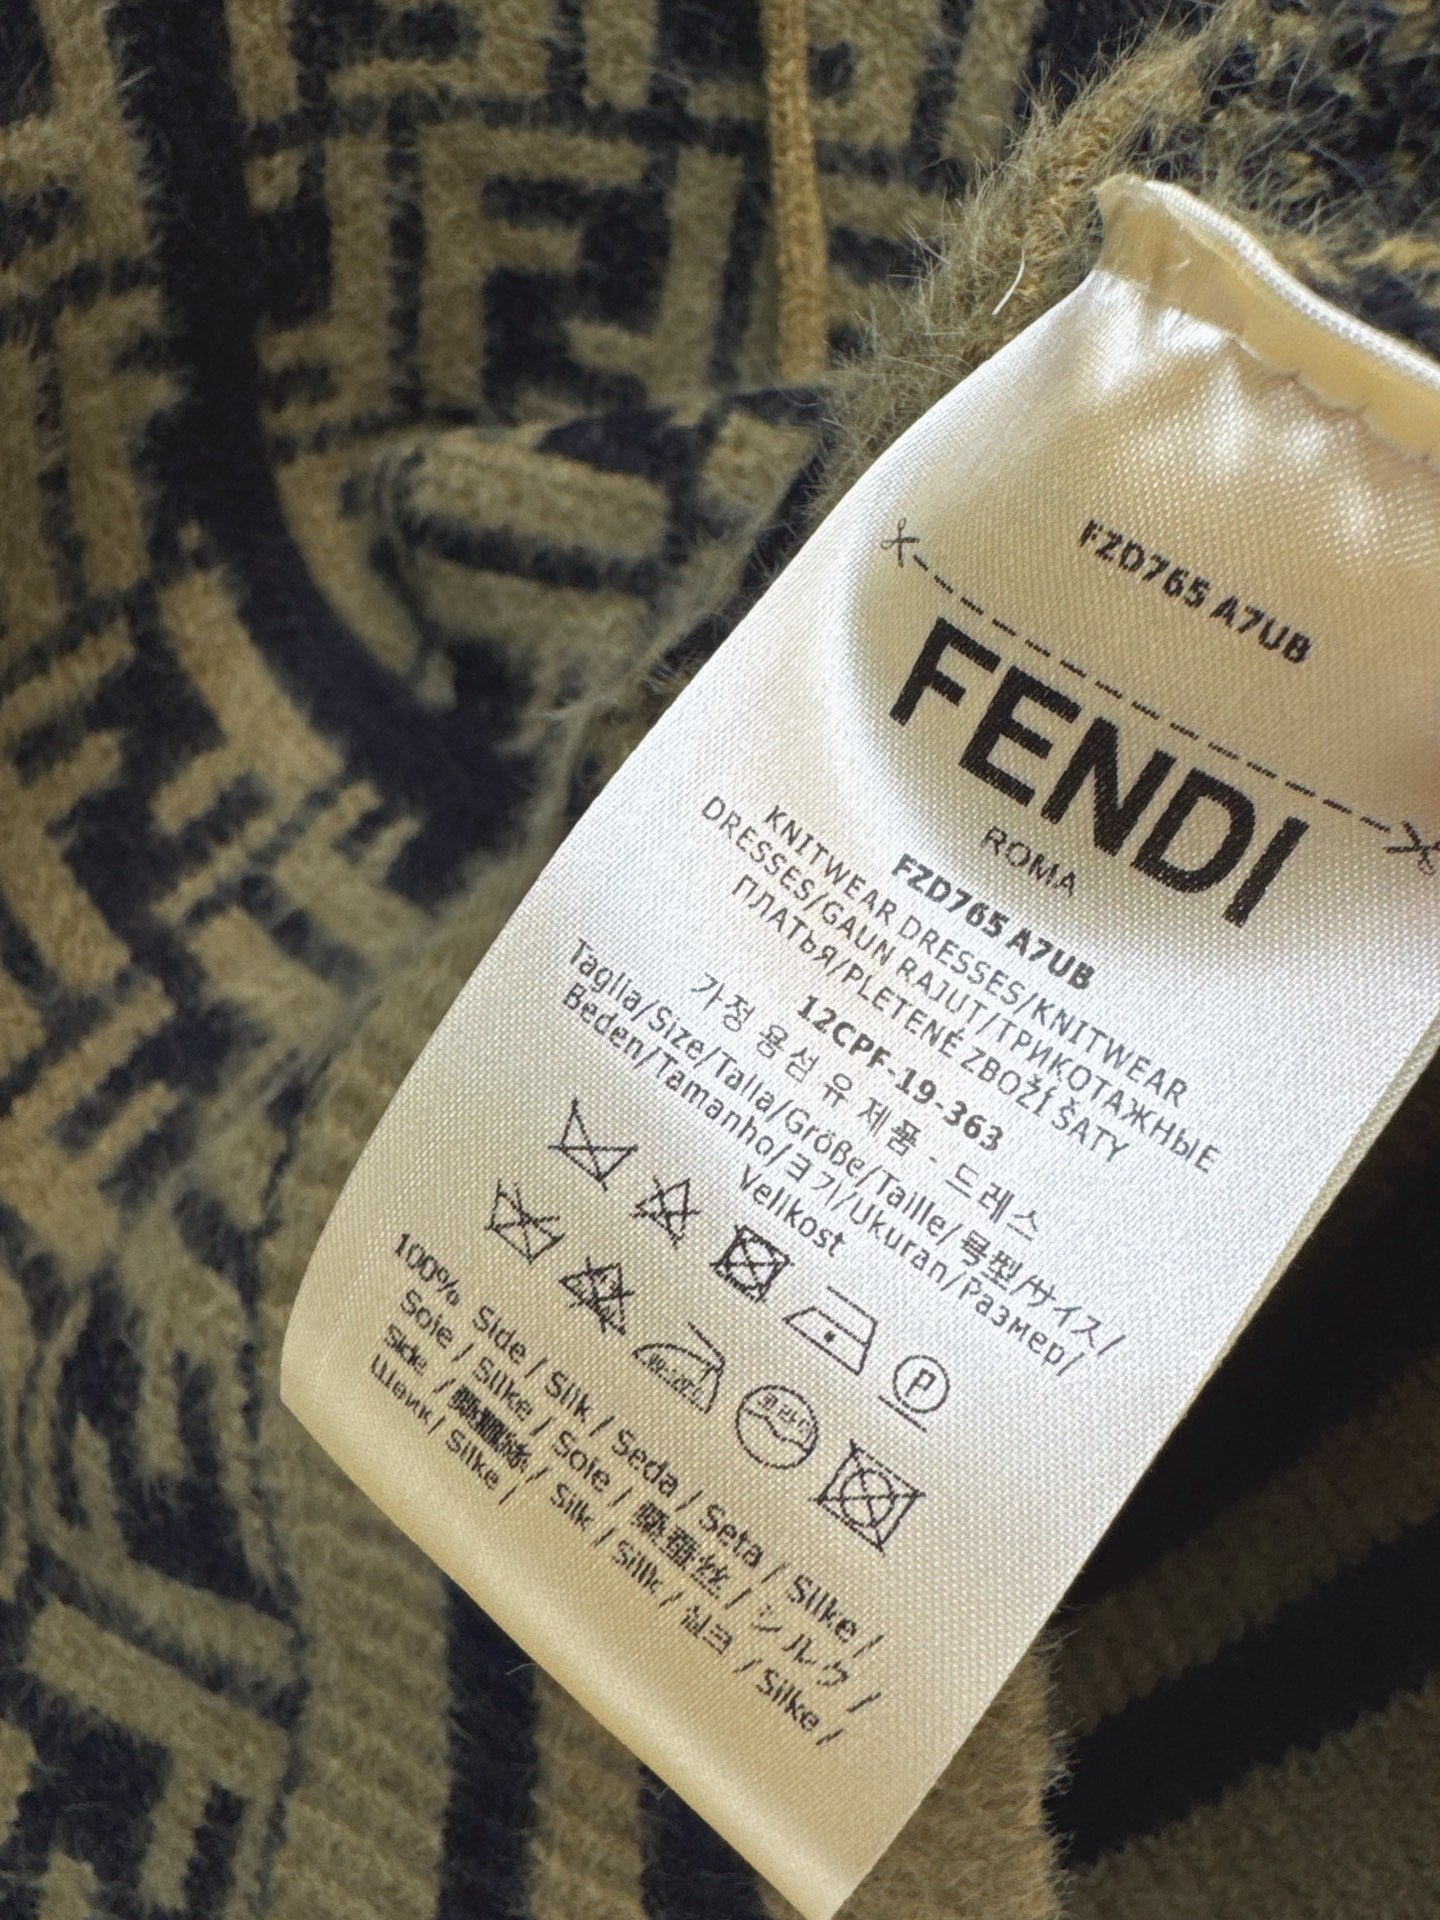 FZD765 A7UB
FENDI
ROMA
FZD765 A7UB
KNITWEAR DRESSES/KNITWEAR
DRESSES/GAUN RAJUT/ТРИКОТАЖНЫЕ
ПЛАТЬЯ/PLETENÉ ZBOŽÍ ŠATY
12CPF-19-363
가정 용 섬 유 제품 - 드레스
Taglia/Size/Talla/Größe/Taille/号型/サイズ/
Beden/Tamanho/크기/Ukuran/Размер/
Velikost
P
100% Side / Silk / Seda / Seta / Silke /
Soie / Silke / Soie / 桑蚕丝 / シルク /
Side / Silk / Silk / 실크 / Silke /
Шелк / Silke /